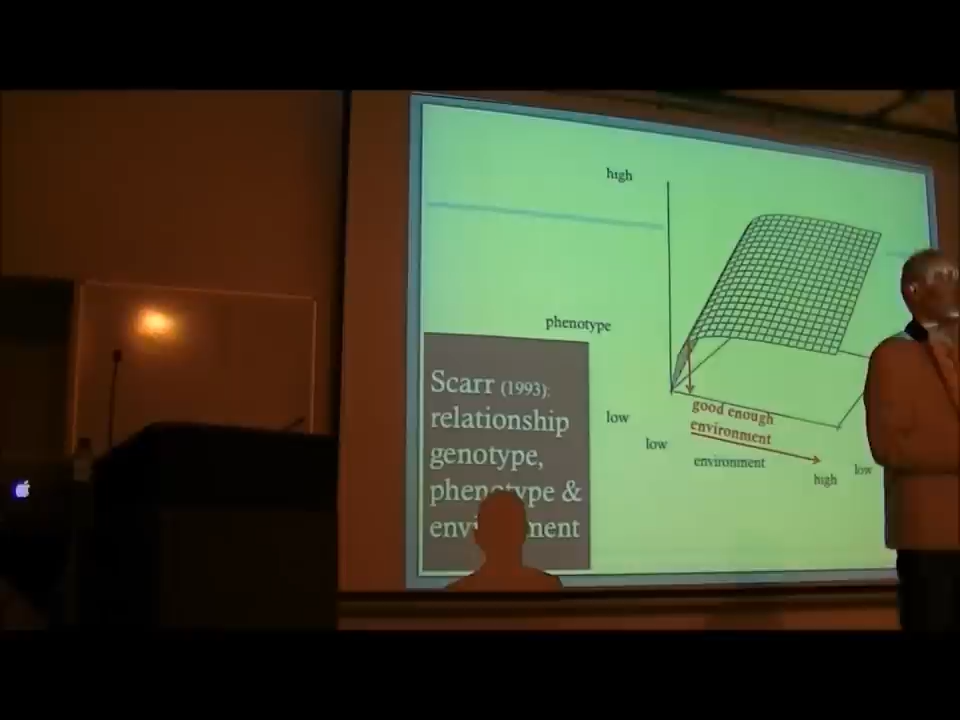 high
phenotype
Scarr (1993):
relationship
genotype,
phenotype &
environment
low
low
good enough
environment
environment
high
low